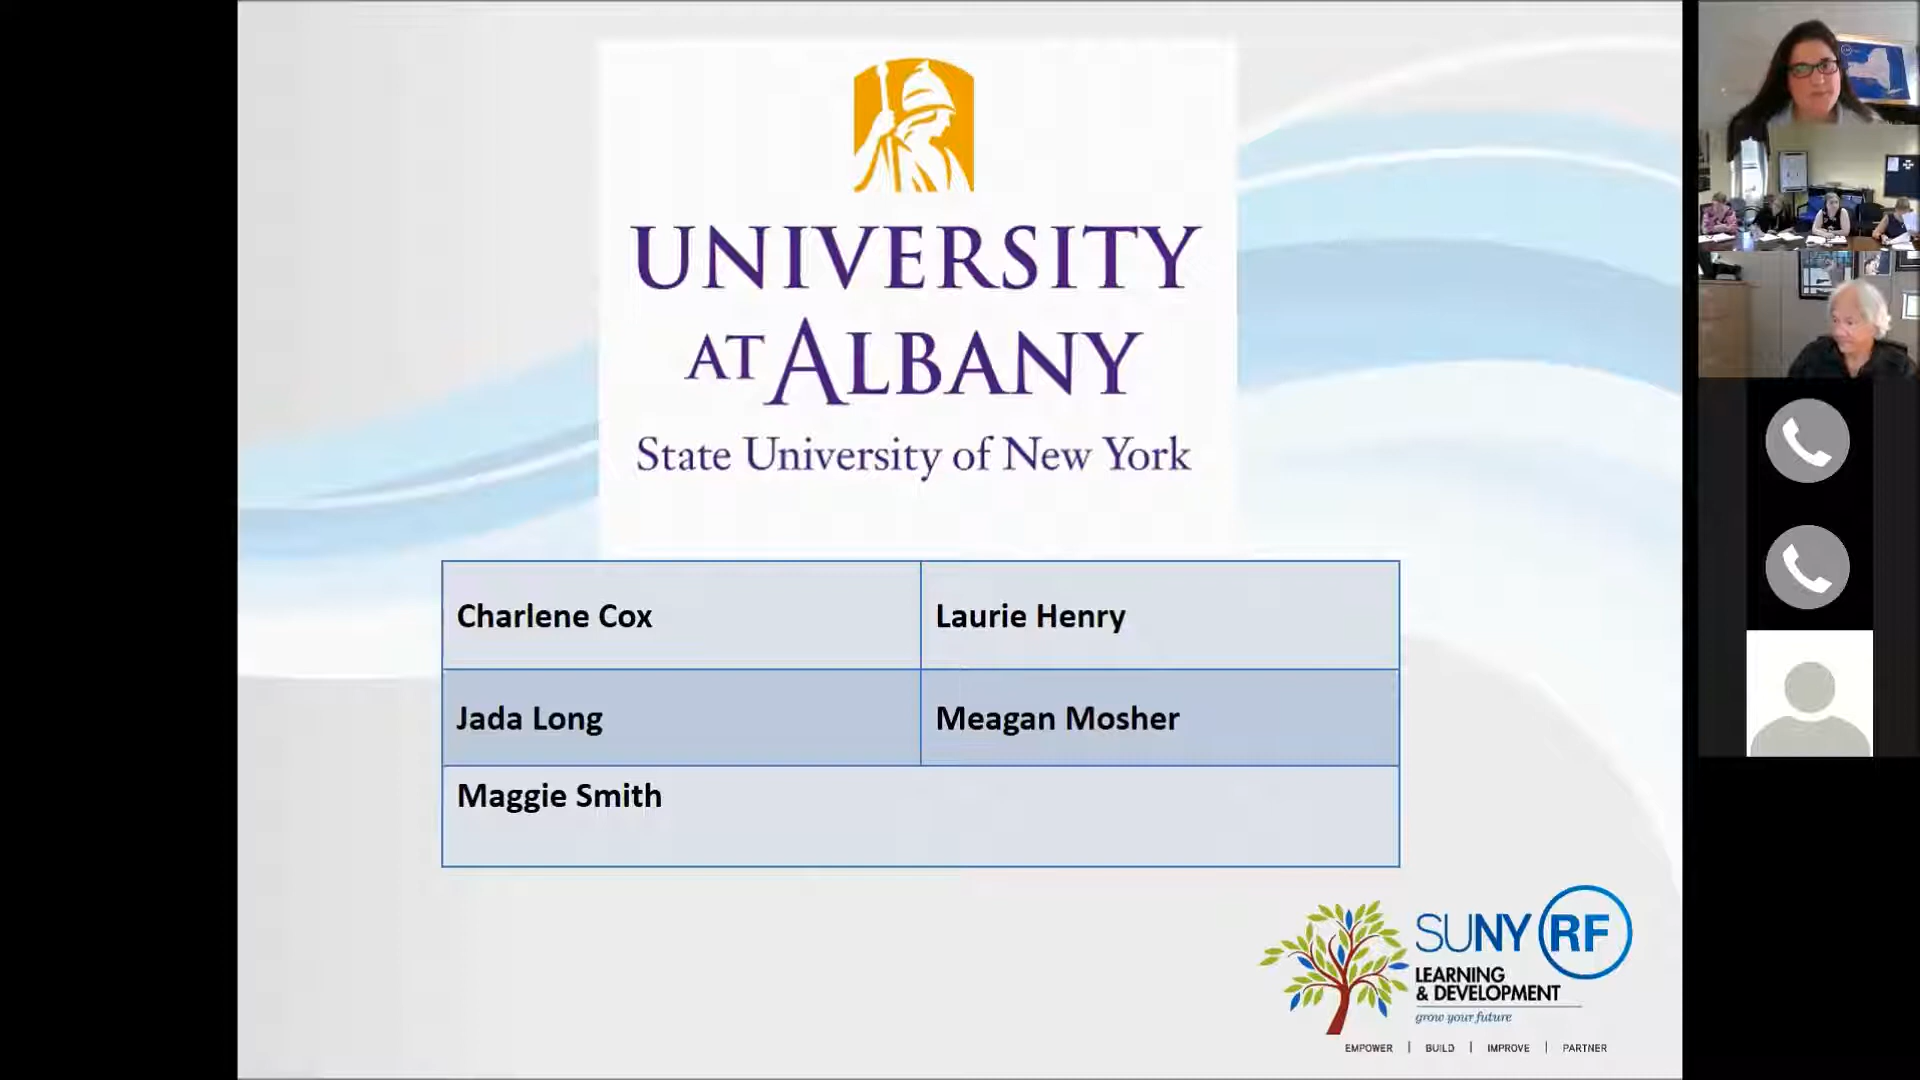 UNIVERSITY
AT ALBANY
State University of New York
Charlene Cox
Laurie Henry
Jada Long
Meagan Mosher
Maggie Smith
SUNY RF
LEARNING
& DEVELOPMENT
grow your future
EMPOWER | BUILD | IMPROVE | PARTNER